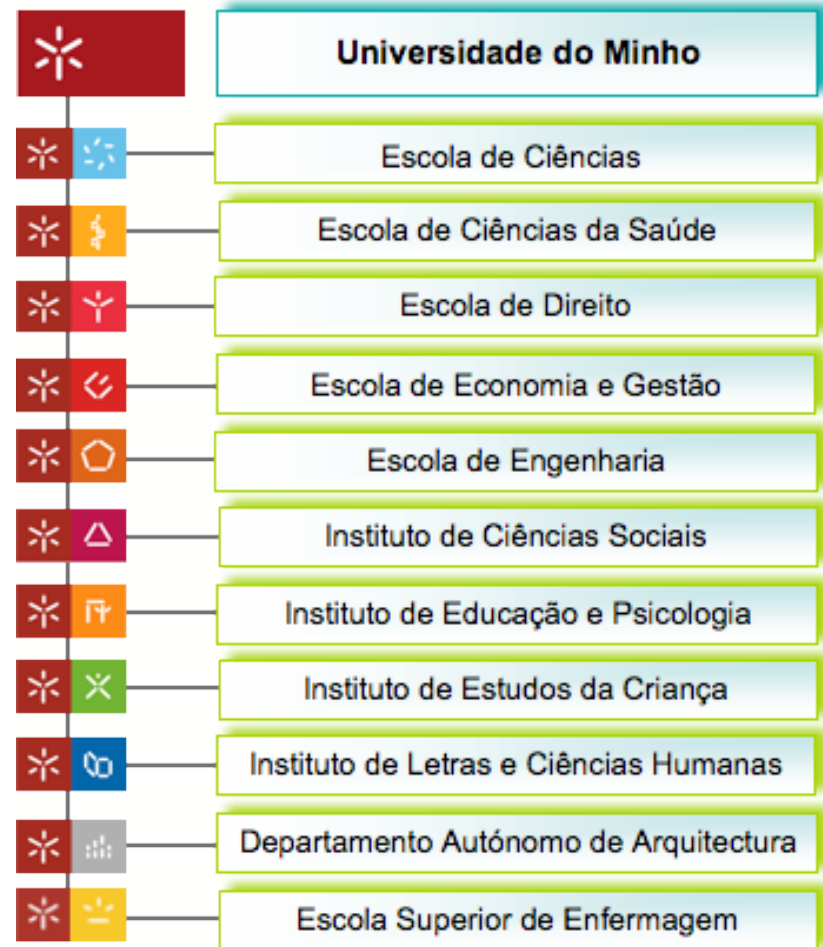 Universidade do Minho
Escola de Ciências
Escola de Ciências da Saúde
Escola de Direito
Escola de Economia e Gestão
Escola de Engenharia
Instituto de Ciências Sociais
Instituto de Educação e Psicologia
Instituto de Estudos da Criança
Instituto de Letras e Ciências Humanas
Departamento Autónomo de Arquitectura
Escola Superior de Enfermagem